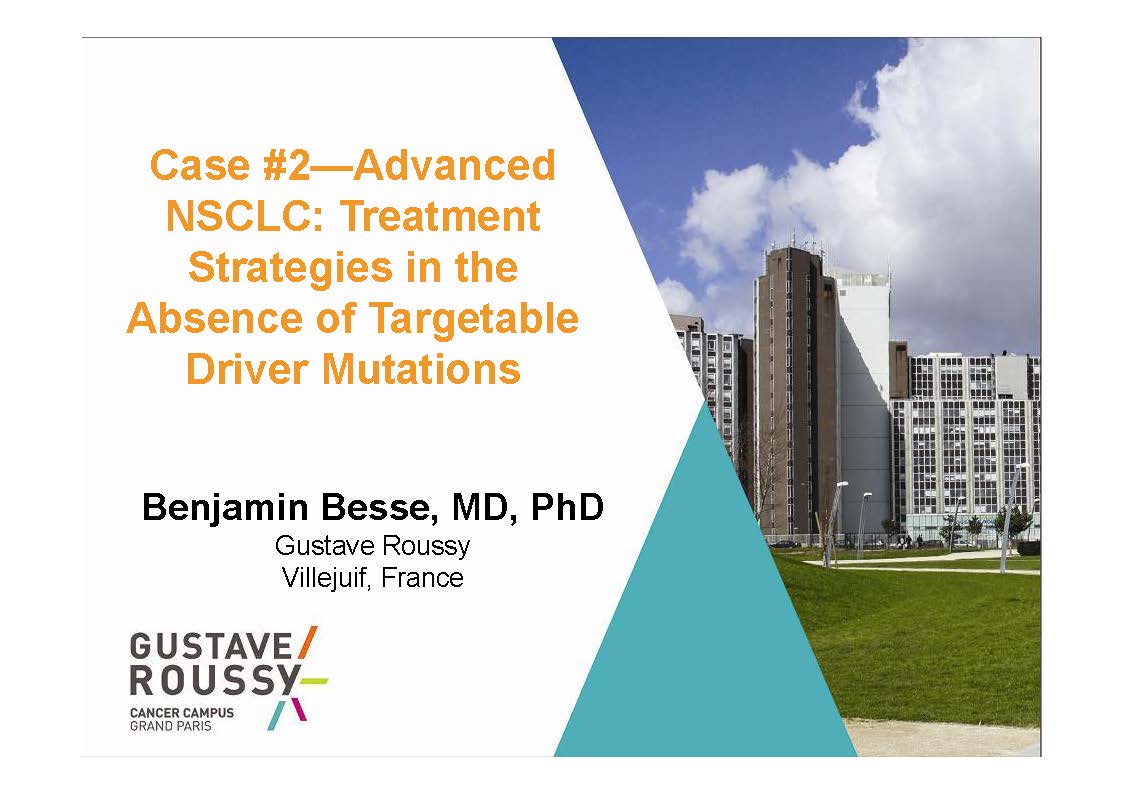 Case #2—Advanced
NSCLC: Treatment
Strategies in the
Absence of Targetable
Driver Mutations
Benjamin Besse, MD, PhD
Gustave Roussy
Villejuif, France
GUSTAVE
ROUSSY
CANCER CAMPUS
GRAND PARIS